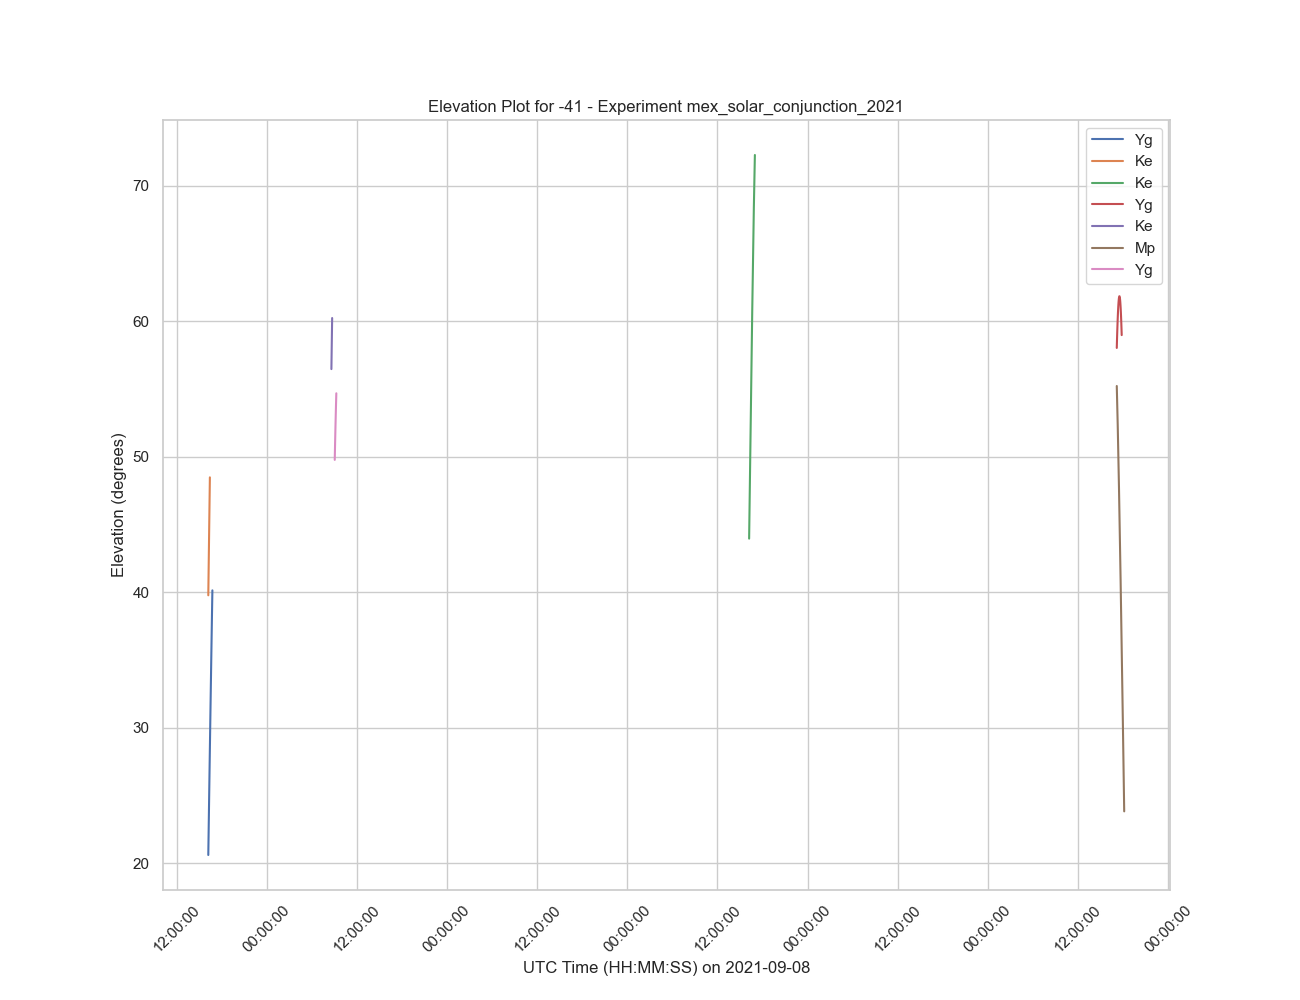 Elevation Plot for -41 - Experiment mex_solar_conjunction_2021
Yg
Ke
Ke
Yg
Ke
Mp
Yg
70
60
50
40
30
20
Elevation (degrees)
12:00:00
00:00:00
12:00:00
00:00:00
12:00:00
00:00:00
12:00:00
00:00:00
12:00:00
00:00:00
12:00:00
00:00:00
UTC Time (HH:MM:SS) on 2021-09-08